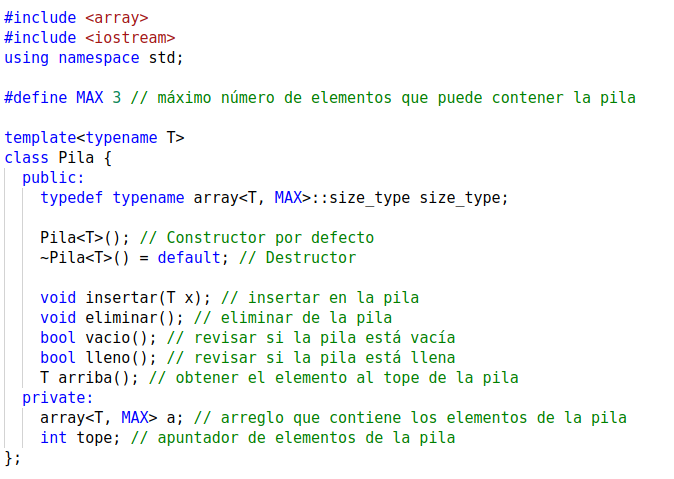 #include <array>
#include <iostream>
using namespace std;

#define MAX 3 // máximo número de elementos que puede contener la pila

template<typename T>
class Pila {
  public:
    typedef typename array<T, MAX>::size_type size_type;

    Pila<T>(); // Constructor por defecto
    ~Pila<T>() = default; // Destructor

    void insertar(T x); // insertar en la pila
    void eliminar(); // eliminar de la pila
    bool vacio(); // revisar si la pila está vacía
    bool lleno(); // revisar si la pila está llena
    T arriba(); // obtener el elemento al tope de la pila
  private:
    array<T, MAX> a; // arreglo que contiene los elementos de la pila
    int tope; // apuntador de elementos de la pila
};